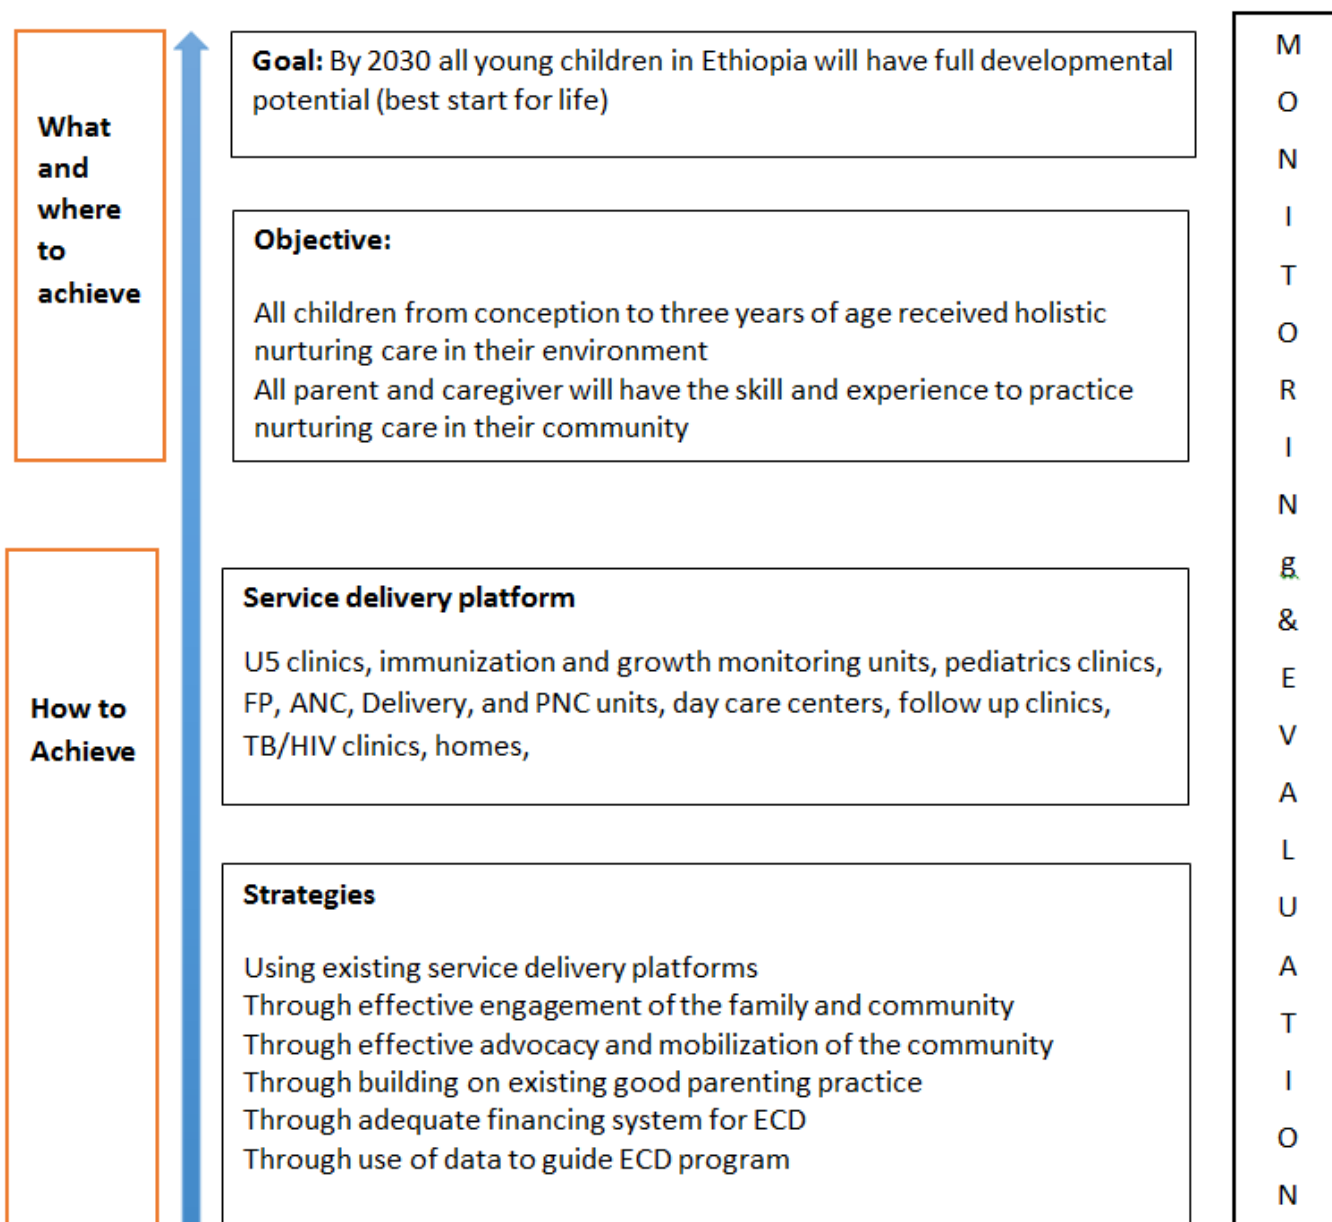 What
and
where
to
achieve
Goal: By 2030 all young children in Ethiopia will have full developmental
potential (best start for life)
Objective:
All children from conception to three years of age received holistic
nurturing care in their environment
All parent and caregiver will have the skill and experience to practice
nurturing care in their community
How to
Achieve
Service delivery platform
U5 clinics, immunization and growth monitoring units, pediatrics clinics,
FP, ANC, Delivery, and PNC units, day care centers, follow up clinics,
TB/HIV clinics, homes,
Strategies
Using existing service delivery platforms
Through effective engagement of the family and community
Through effective advocacy and mobilization of the community
Through building on existing good parenting practice
Through adequate financing system for ECD
Through use of data to guide ECD program
M
O
N
I
T
O
R
I
N
g
&
E
V
A
L
U
A
T
I
O
N